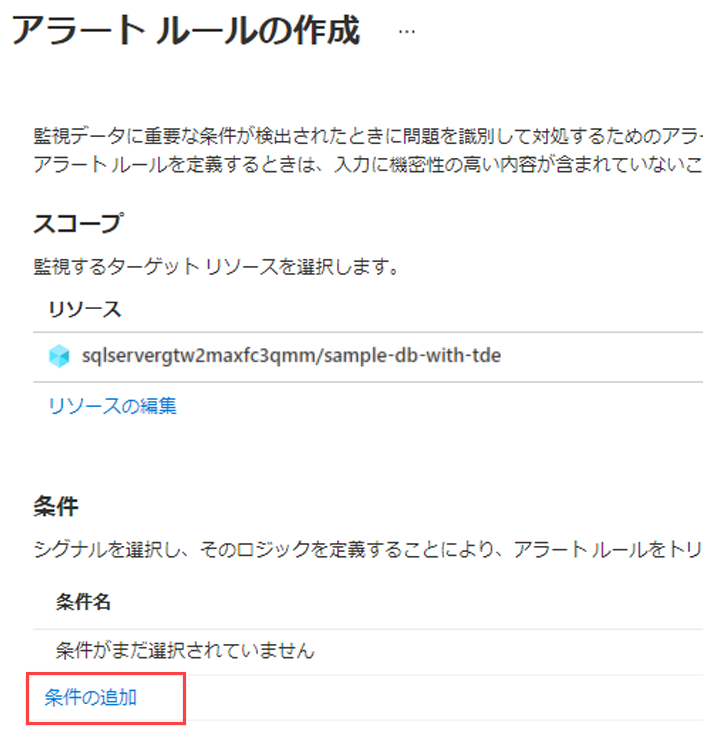 アラート ルールの作成 …
監視データに重要な条件が検出されたときに問題を識別して対処するためのアラー
アラート ルールを定義するときは、入力に機密性の高い内容が含まれていないこ
スコープ
監視するターゲット リソースを選択します。
リソース
sqlservergtw2maxfc3qmm/sample-db-with-tde
リソースの編集
条件
シグナルを選択し、そのロジックを定義することにより、アラート ルールをトリ
条件名
条件がまだ選択されていません
条件の追加